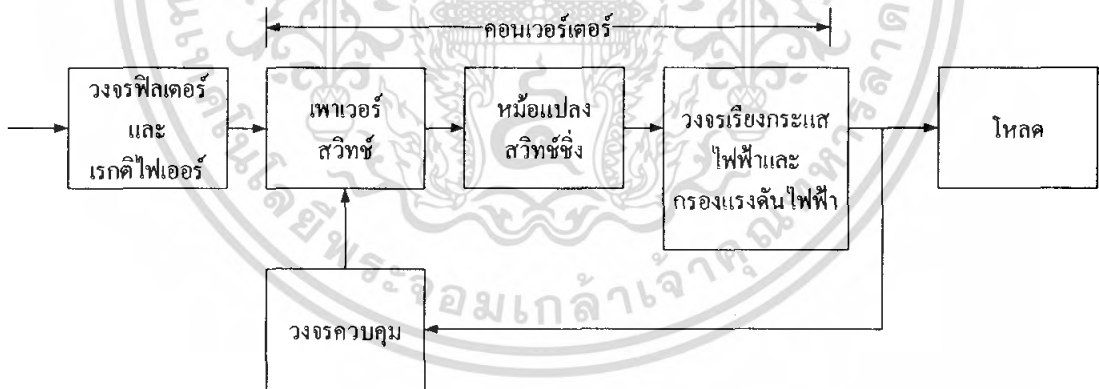 คอนเวอร์เตอร์
วงจรฟิลเตอร์
และ
เรกติไฟเออร์
เพาเวอร์
สวิทช์
หม้อแปลง
สวิทช์ชิ่ง
วงจรเรียงกระแส
ไฟฟ้าและ
กรองแรงดันไฟฟ้า
โหลด
วงจรควบคุม